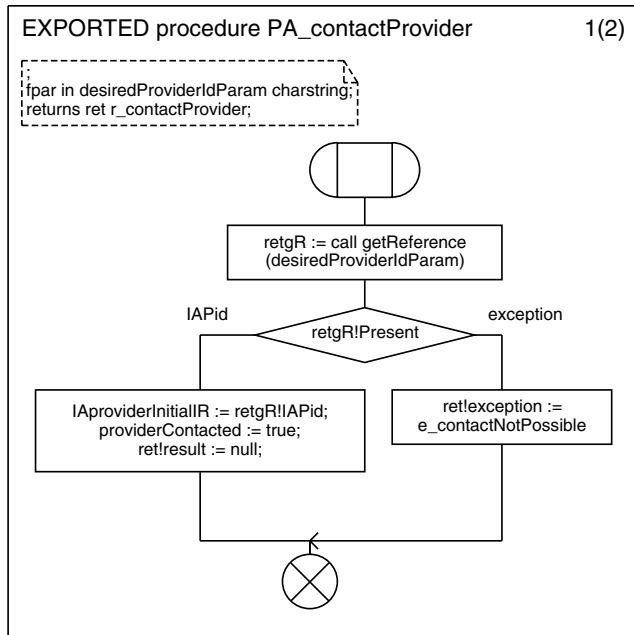 EXPORTED procedure PA_contactProvider 1(2)
;
fpar in desiredProviderIdParam charstring;
returns ret r_contactProvider;
retgR := call getReference
(desiredProviderIdParam)
IAPid
exception
retgR!Present
IAproviderInitialIR := retgR!IAPid;
providerContacted := true;
ret!result := null;
ret!exception :=
e_contactNotPossible